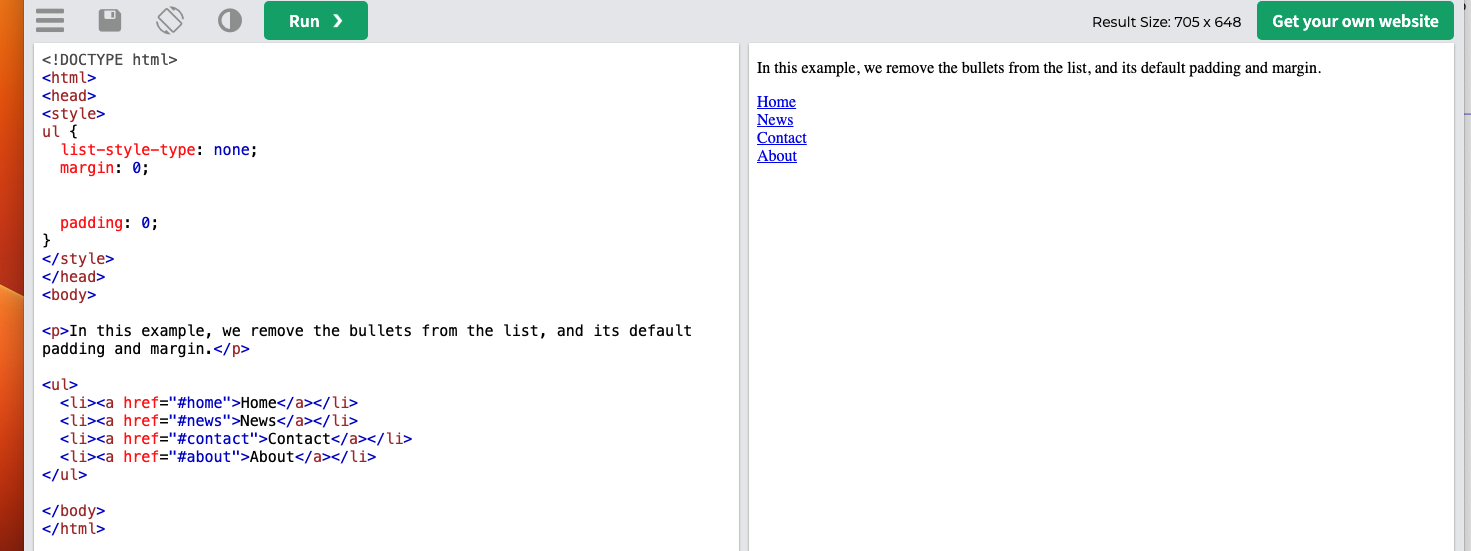 Run ❯
Result Size: 705 x 648
Get your own website
<!DOCTYPE html>
<html>
<head>
<style>
ul {
  list-style-type: none;
  margin: 0;
  padding: 0;
}
</style>
</head>
<body>
<p>In this example, we remove the bullets from the list, and its default
padding and margin.</p>
<ul>
  <li><a href="#home">Home</a></li>
  <li><a href="#news">News</a></li>
  <li><a href="#contact">Contact</a></li>
  <li><a href="#about">About</a></li>
</ul>
</body>
</html>
In this example, we remove the bullets from the list, and its default padding and margin.
Home
News
Contact
About